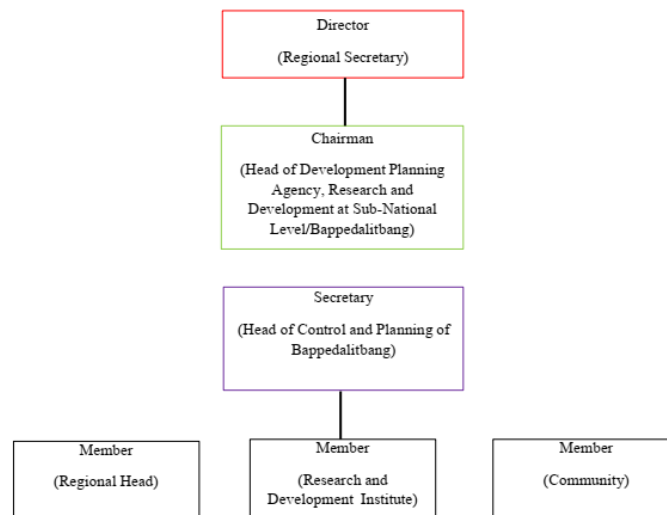 Director
(Regional Secretary)
Chairman
(Head of Development Planning
Agency, Research and
Development at Sub-National
Level/Bappedalitbang)
Secretary
(Head of Control and Planning of
Bappedalitbang)
Member
(Regional Head)
Member
(Research and
Development Institute)
Member
(Community)